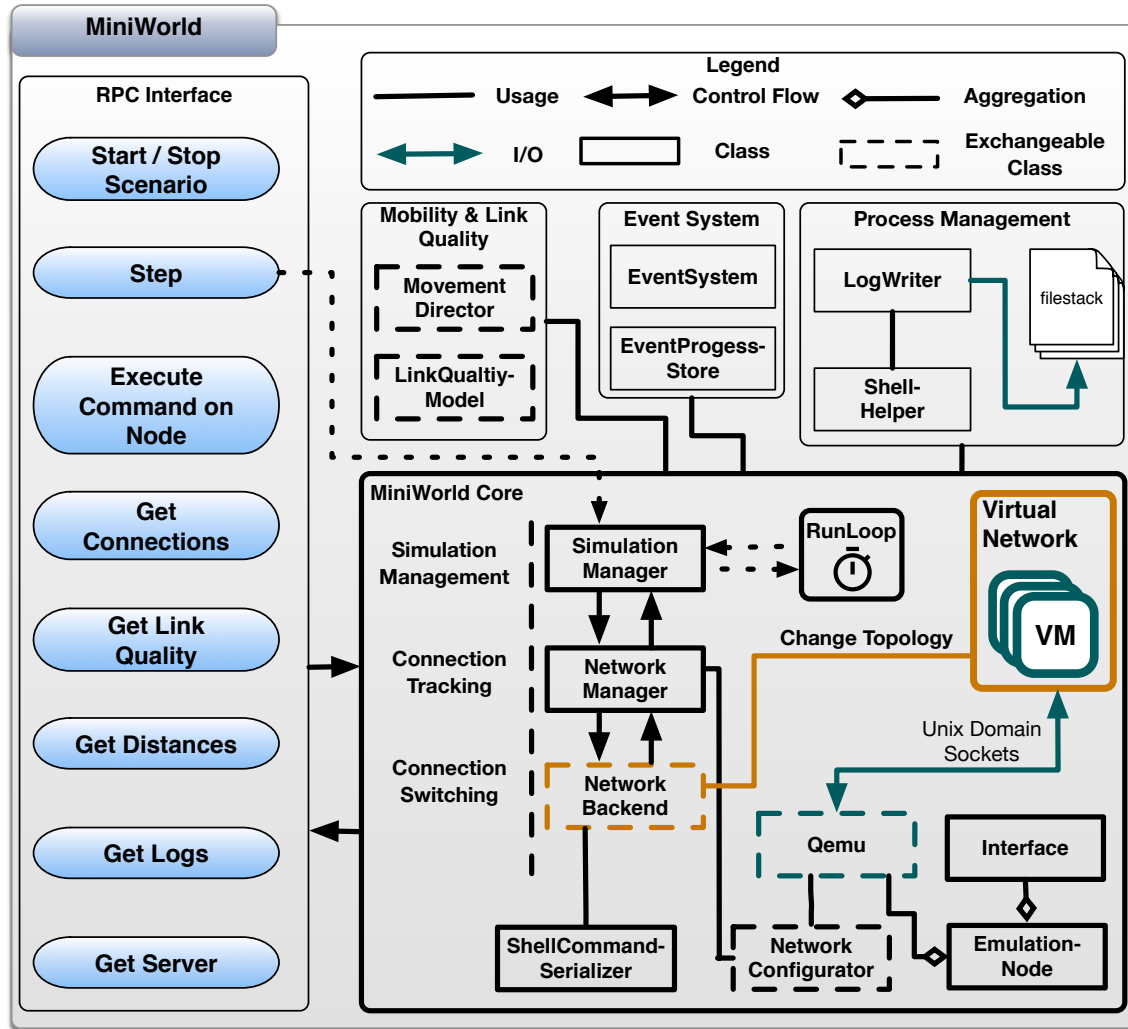 MiniWorld
RPC Interface
Start / Stop
Scenario
Step
Execute
Command on
Node
Get
Connections
Get Link
Quality
Get Distances
Get Logs
Get Server
Legend
Usage
Control Flow
Aggregation
I/O
Class
Exchangeable
Class
Mobility & Link
Quality
Movement
Director
LinkQualtiy-
Model
Event System
EventSystem
EventProgess-
Store
Process Management
LogWriter
filestack
Shell-
Helper
MiniWorld Core
Simulation
Management
Simulation
Manager
RunLoop
Virtual
Network
VM
Change Topology
Connection
Tracking
Network
Manager
Unix Domain
Sockets
Connection
Switching
Network
Backend
Qemu
Interface
ShellCommand-
Serializer
Network
Configurator
Emulation-
Node